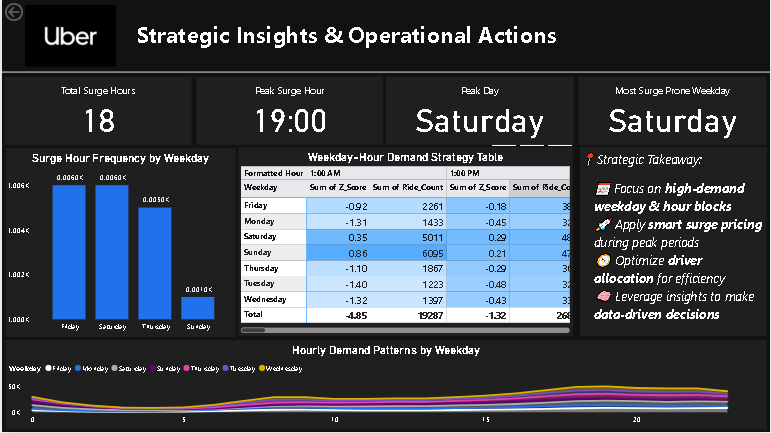 Uber
Strategic Insights & Operational Actions
Total Surge Hours
18
Peak Surge Hour
19:00
Peak Day
Saturday
Most Surge Prone Weekday
Saturday
Surge Hour Frequency by Weekday
0.006K
0.004K
0.002K
0.000K
0.0060K
0.0060K
0.0050K
0.0010K
Friday Saturday Thursday Sunday
Weekday-Hour Demand Strategy Table
Formatted Hour 1:00 AM 1:00 PM
Weekday Sum of Z_Score Sum of Ride_Count Sum of Z_Score Sum of Ride_Co
Friday -0.92 2261 -0.18 38
Monday -1.31 1433 -0.45 32
Saturday 0.35 5011 0.29 48
Sunday 0.86 6095 0.21 47
Thursday -1.10 1867 -0.29 36
Tuesday -1.40 1223 -0.48 32
Wednesday -1.32 1397 -0.43 33
Total -4.85 19287 -1.32 268
📍Strategic Takeaway:
📅 Focus on high-demand
weekday & hour blocks
🚀 Apply smart surge pricing
during peak periods
🧭 Optimize driver
allocation for efficiency
🧠 Leverage insights to make
data-driven decisions
Hourly Demand Patterns by Weekday
Weekday Friday Monday Saturday Sunday Thursday Tuesday Wednesday
50K
0K
0 5 10 15 20